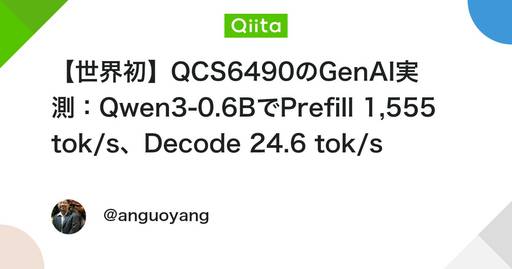 Qiita
【世界初】QCS6490のGenAI実
測：Qwen3-0.6BでPrefill 1,555
tok/s、Decode 24.6 tok/s
@anguoyang